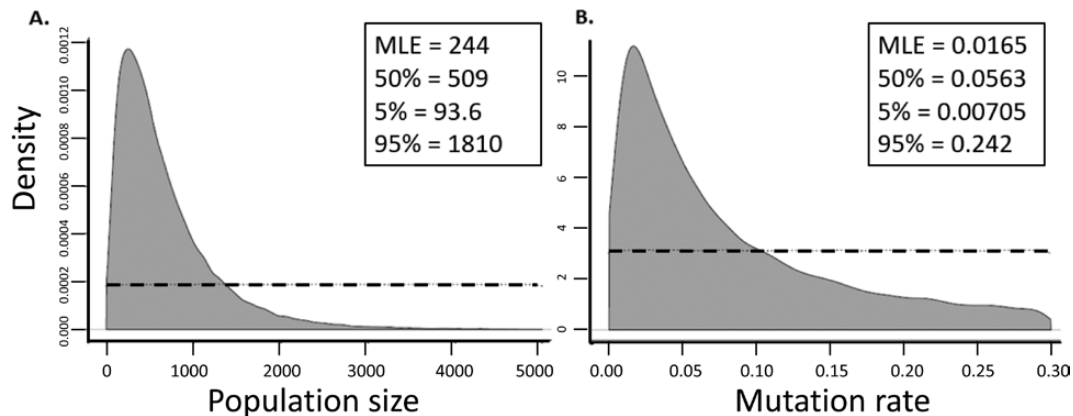 A.
MLE = 244
50% = 509
5% = 93.6
95% = 1810
Density
0.000
0.0002
0.0004
0.0006
0.0008
0.0010
0.0012
0 1000 2000 3000 4000 5000
Population size
B.
MLE = 0.0165
50% = 0.0563
5% = 0.00705
95% = 0.242
0
2
4
6
8
10
0.00 0.05 0.10 0.15 0.20 0.25 0.30
Mutation rate